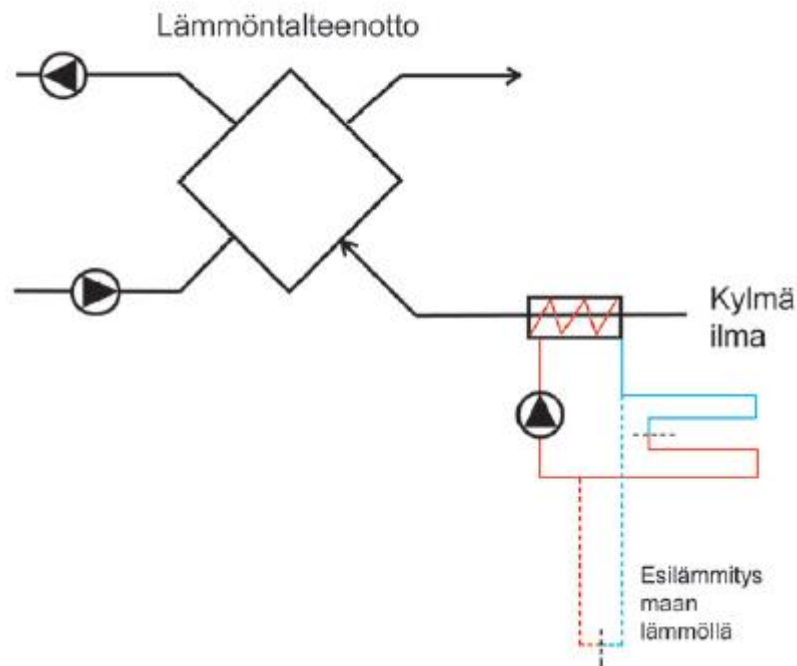 Lämmöntalteenotto
Kylmä
ilma
Esilämmitys
maan
lämmöllä